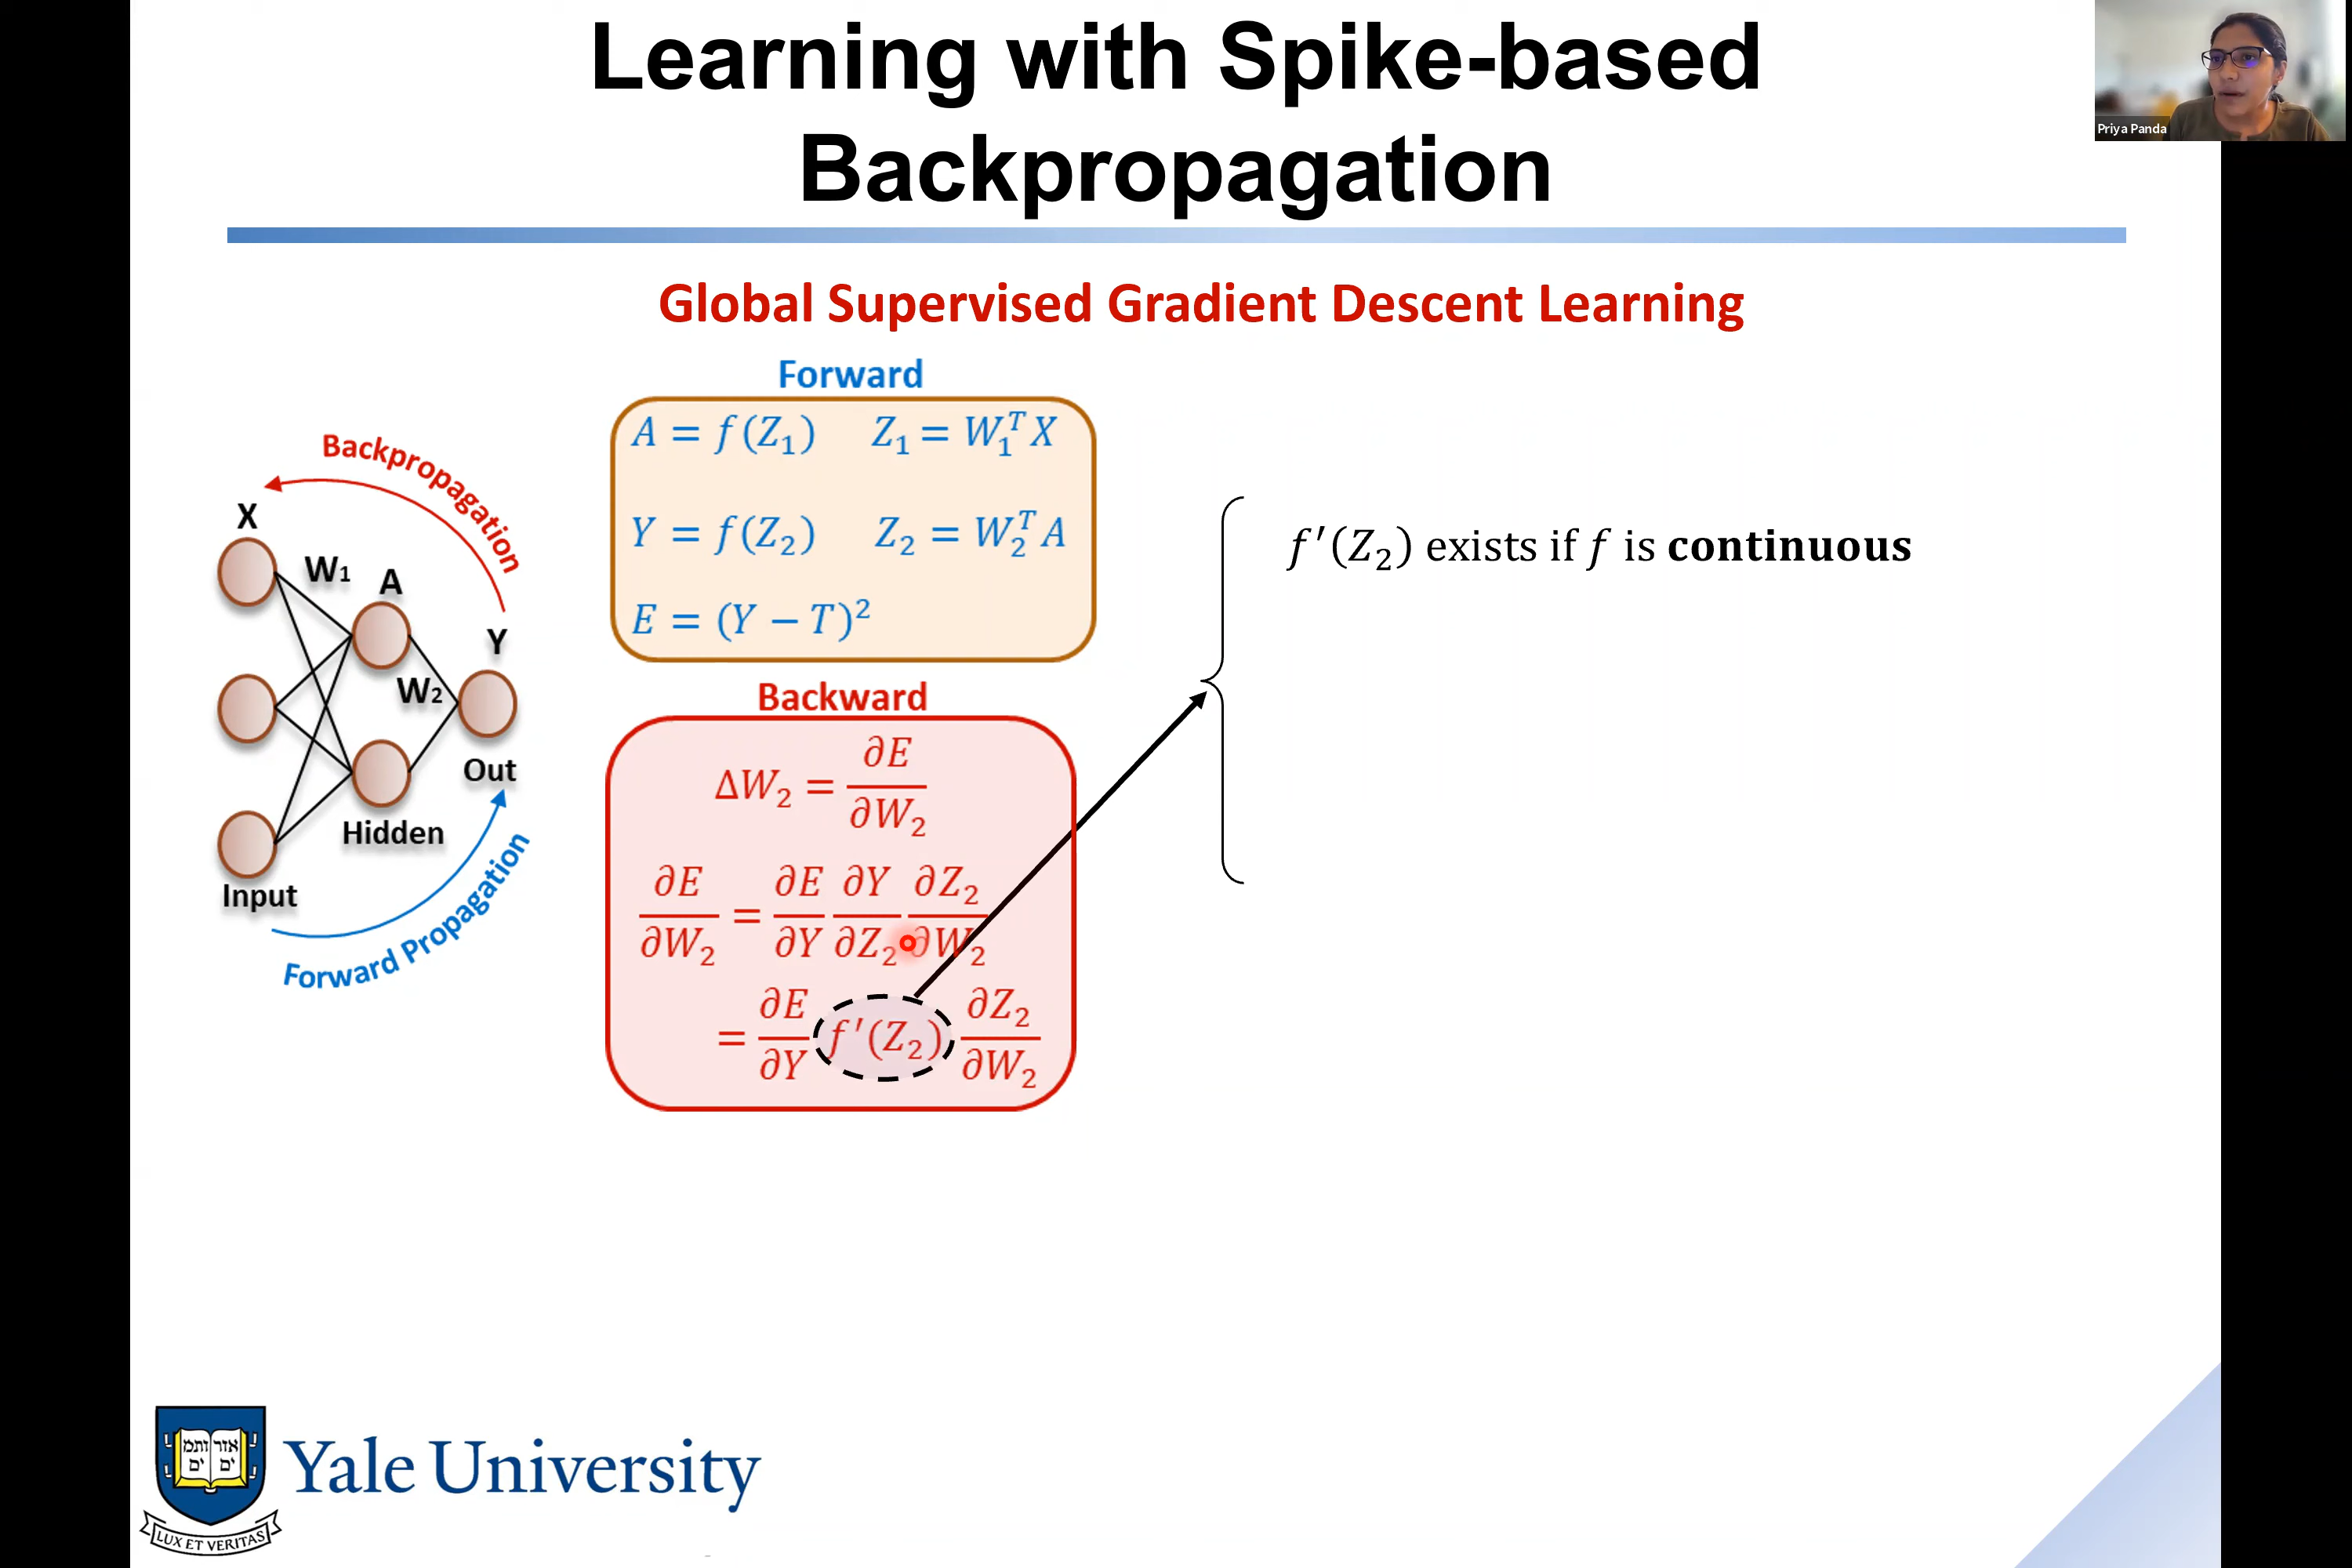 Learning with Spike-based
Backpropagation
Priya Panda
Global Supervised Gradient Descent Learning
Forward
A = f(Z₁) Z₁ = W₁ᵀX
Y = f(Z₂) Z₂ = W₂ᵀA
E = (Y − T)²
Backpropagation
X
W₁
A
Y
W₂
Out
Hidden
Input
Forward Propagation
Backward
ΔW₂ = ∂E/∂W₂
∂E/∂W₂ = ∂E/∂Y ∂Y/∂Z₂ ∂Z₂/∂W₂
= ∂E/∂Y f′(Z₂) ∂Z₂/∂W₂
f′(Z₂) exists if f is continuous
אורים ותמים
LUX ET VERITAS
Yale University